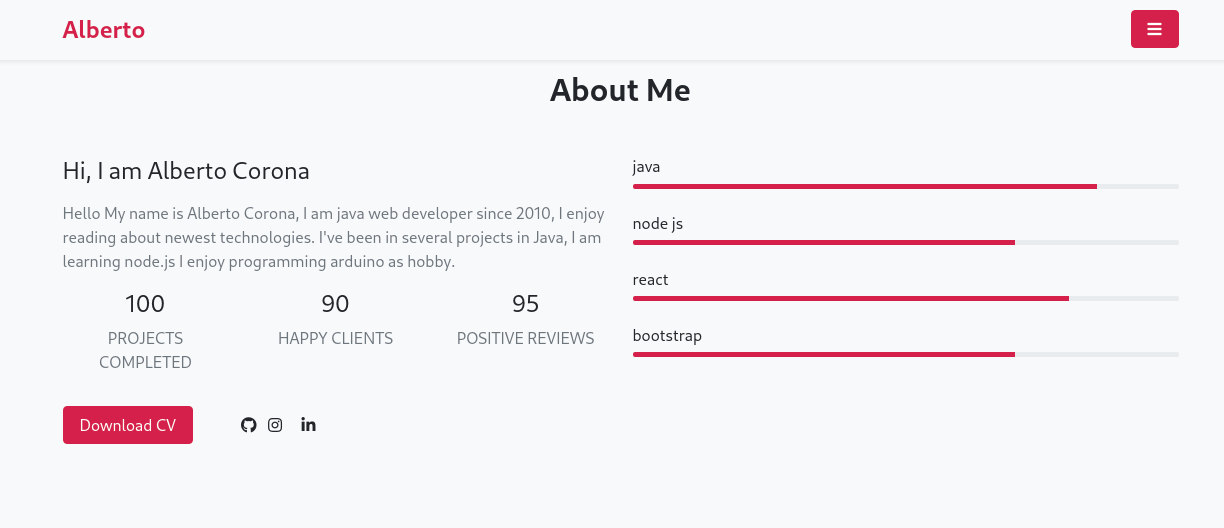 Alberto
About Me
Hi, I am Alberto Corona
Hello My name is Alberto Corona, I am java web developer since 2010, I enjoy
reading about newest technologies. I've been in several projects in Java, I am
learning node.js I enjoy programming arduino as hobby.
100
PROJECTS
COMPLETED
90
HAPPY CLIENTS
95
POSITIVE REVIEWS
Download CV
java
node js
react
bootstrap